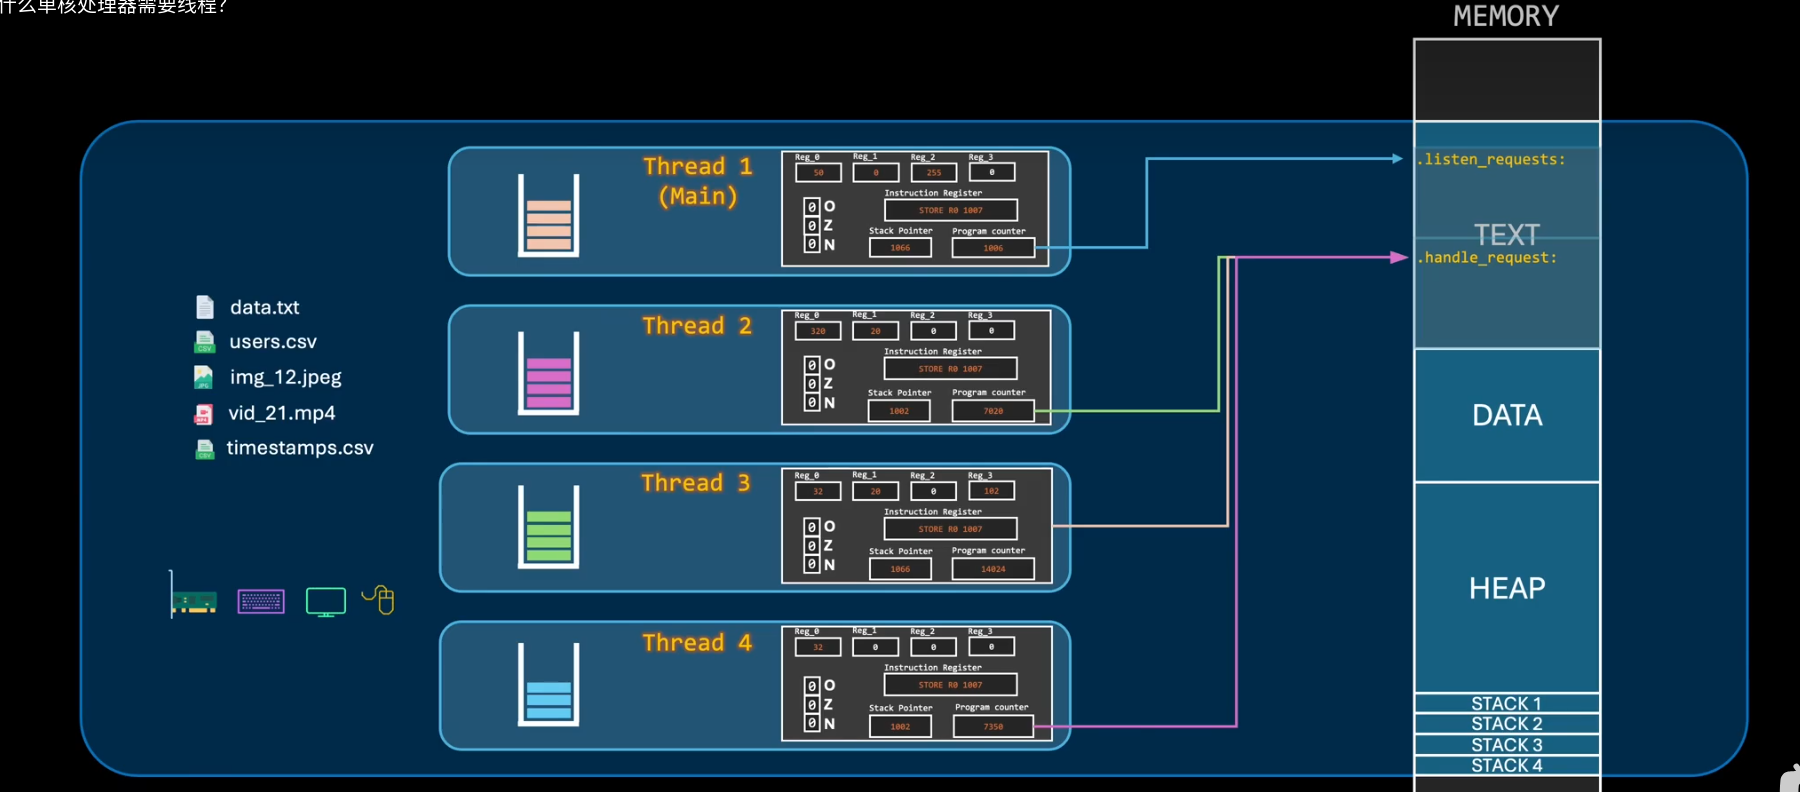 什么单核处理器需要线程?
MEMORY
Thread 1
(Main)
Reg_0 Reg_1 Reg_2 Reg_3
50 0 255 0
Instruction Register
STORE R0 1007
0 O
0 Z
0 N
Stack Pointer Program counter
1066 1006
Thread 2
Reg_0 Reg_1 Reg_2 Reg_3
320 20 0 0
Instruction Register
STORE R0 1007
0 O
0 Z
0 N
Stack Pointer Program counter
1002 7020
Thread 3
Reg_0 Reg_1 Reg_2 Reg_3
32 20 0 102
Instruction Register
STORE R0 1007
0 O
0 Z
0 N
Stack Pointer Program counter
1066 14024
Thread 4
Reg_0 Reg_1 Reg_2 Reg_3
32 0 0 0
Instruction Register
STORE R0 1007
0 O
0 Z
0 N
Stack Pointer Program counter
1002 7350
data.txt
users.csv
img_12.jpeg
vid_21.mp4
timestamps.csv
.listen_requests:
TEXT
.handle_request:
DATA
HEAP
STACK 1
STACK 2
STACK 3
STACK 4